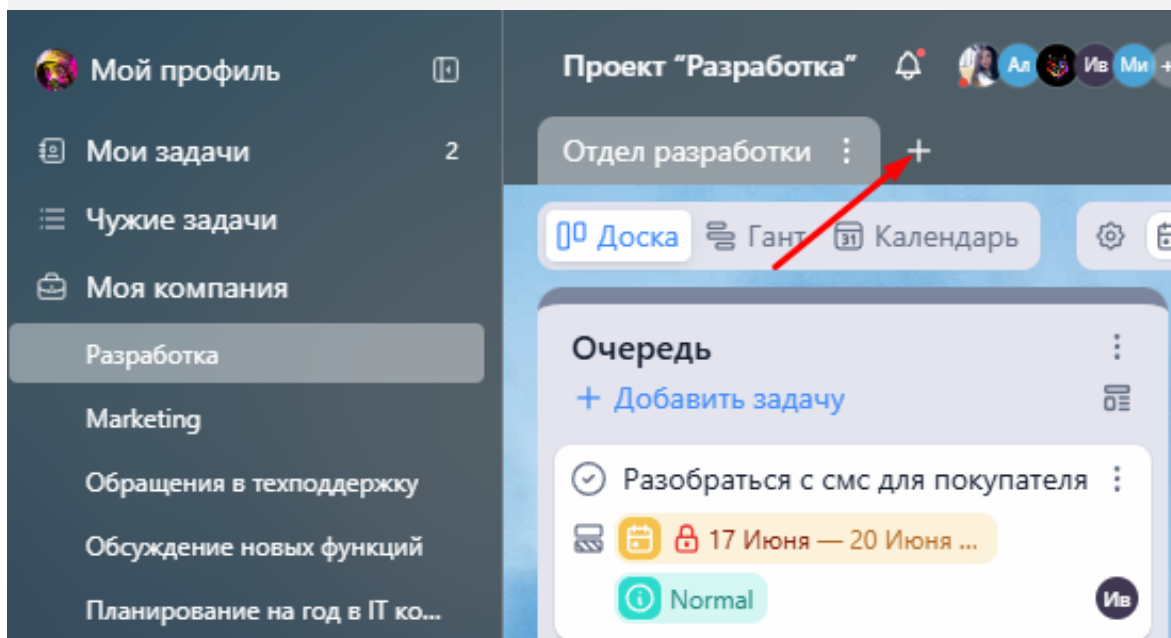 Мой профиль
Мои задачи 2
Чужие задачи
Моя компания
Разработка
Marketing
Обращения в техподдержку
Обсуждение новых функций
Планирование на год в IT ко...
Проект “Разработка” Ал Ив Ми +
Отдел разработки +
Доска Гант 31 Календарь
Очередь
+ Добавить задачу
Разобраться с смс для покупателя
17 Июня — 20 Июня ...
Normal Ив